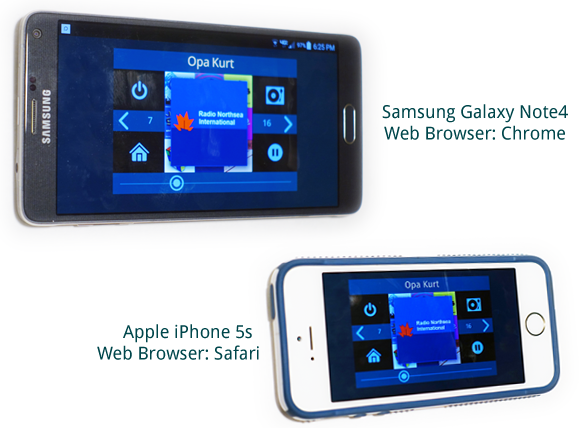 6:25 PM
Opa Kurt
SAMSUNG
Radio Northsea
International
7
16
Samsung Galaxy Note4
Web Browser: Chrome
Opa Kurt
Radio Northsea
International
7
16
Apple iPhone 5s
Web Browser: Safari